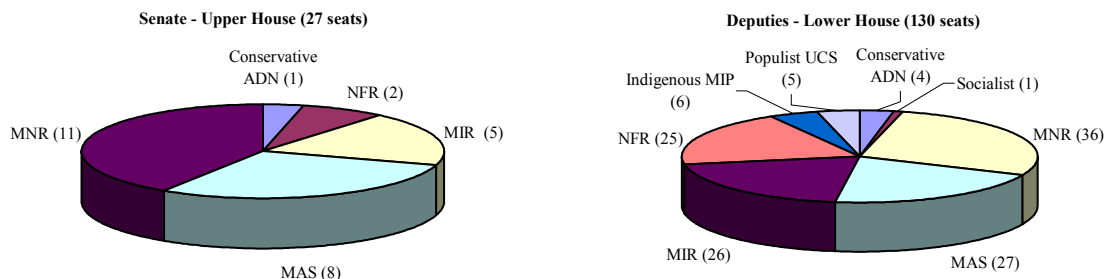 Senate - Upper House (27 seats)
Conservative
ADN (1)
NFR (2)
MIR (5)
MNR (11)
MAS (8)
Deputies - Lower House (130 seats)
Populist UCS
(5)
Conservative
ADN (4)
Socialist (1)
Indigenous MIP
(6)
NFR (25)
MNR (36)
MIR (26)
MAS (27)